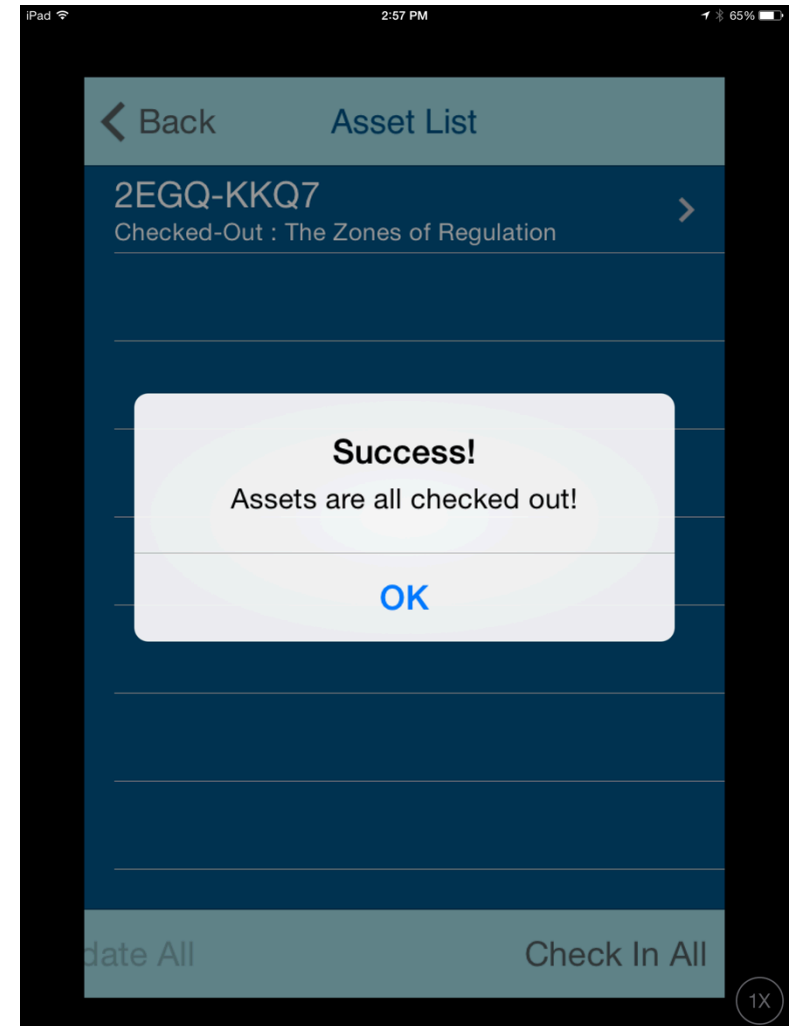 iPad 2:57 PM 65%
Back Asset List
2EGQ-KKQ7
Checked-Out : The Zones of Regulation
Success!
Assets are all checked out!
OK
date All Check In All
1X